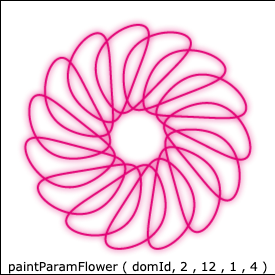 paintParamFlower ( domId, 2 , 12 , 1 , 4 )